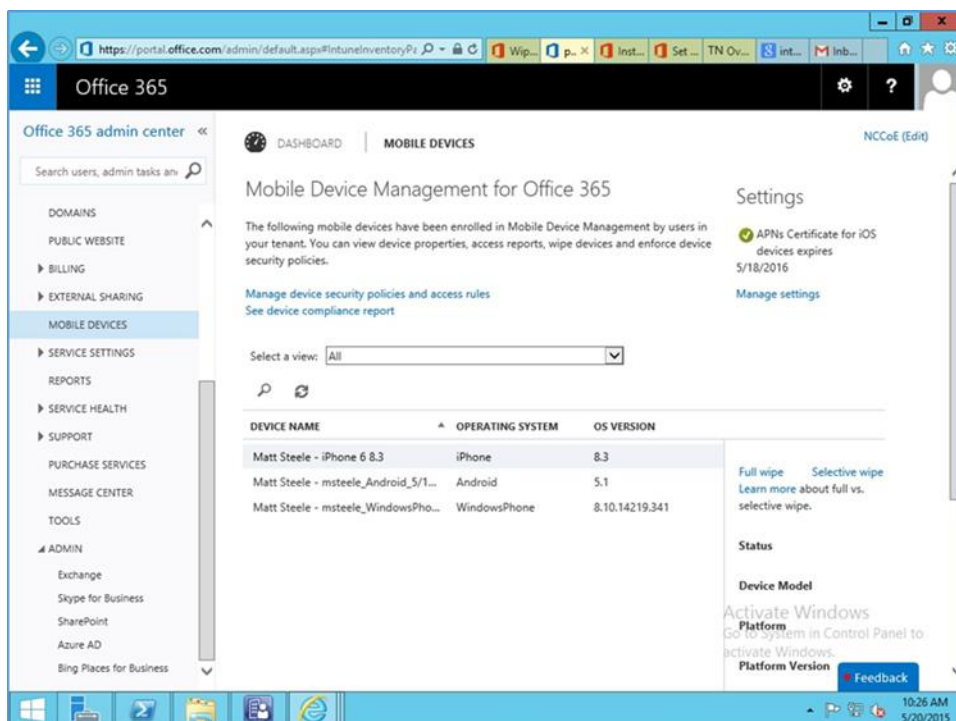 https://portal.office.com/admin/default.aspx#IntuneInventoryPa
Wip...
p...
Inst...
Set ...
TN Ov...
int...
Inb...
Office 365
?
Office 365 admin center «
Search users, admin tasks an
DOMAINS
PUBLIC WEBSITE
BILLING
EXTERNAL SHARING
MOBILE DEVICES
SERVICE SETTINGS
REPORTS
SERVICE HEALTH
SUPPORT
PURCHASE SERVICES
MESSAGE CENTER
TOOLS
ADMIN
Exchange
Skype for Business
SharePoint
Azure AD
Bing Places for Business
DASHBOARD
MOBILE DEVICES
NCCoE (Edit)
Mobile Device Management for Office 365
The following mobile devices have been enrolled in Mobile Device Management by users in
your tenant. You can view device properties, access reports, wipe devices and enforce device
security policies.
Manage device security policies and access rules
See device compliance report
Select a view: All
DEVICE NAME OPERATING SYSTEM OS VERSION
Matt Steele - iPhone 6 8.3 iPhone 8.3
Matt Steele - msteele_Android_5/1... Android 5.1
Matt Steele - msteele_WindowsPho... WindowsPhone 8.10.14219.341
Settings
APNs Certificate for iOS
devices expires
5/18/2016
Manage settings
Full wipe Selective wipe
Learn more about full vs.
selective wipe.
Status
Device Model
Activate Windows
Platform
Go to System in Control Panel to
activate Windows.
Platform Version
Feedback
10:26 AM
5/20/2015